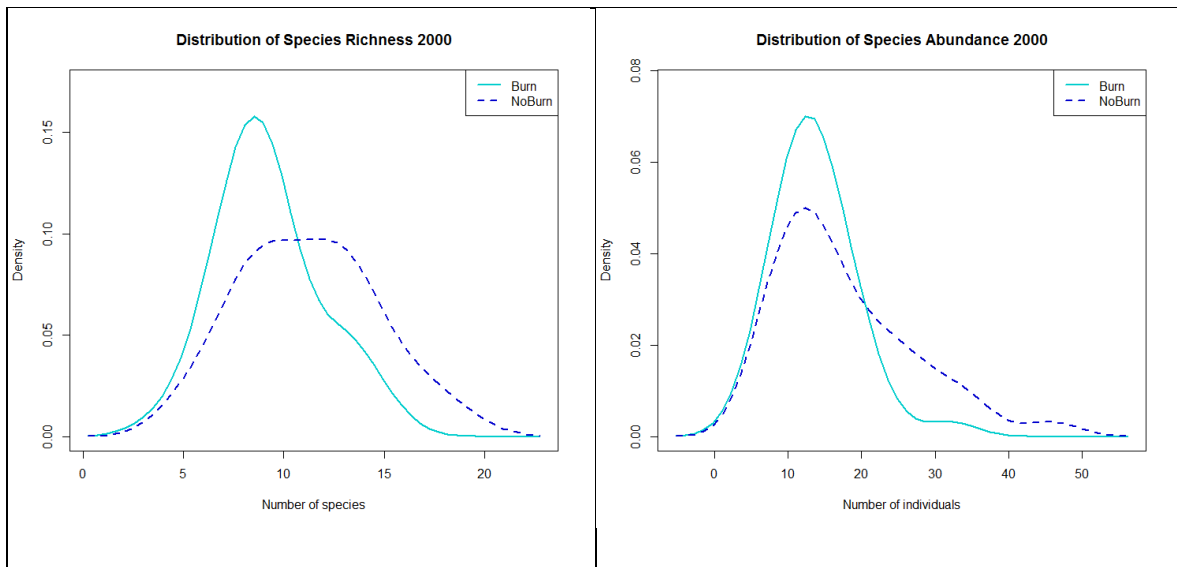 Distribution of Species Richness 2000
Burn
NoBurn
Density
0.00
0.05
0.10
0.15
0
5
10
15
20
Number of species
Distribution of Species Abundance 2000
Burn
NoBurn
Density
0.00
0.02
0.04
0.06
0.08
0
10
20
30
40
50
Number of individuals